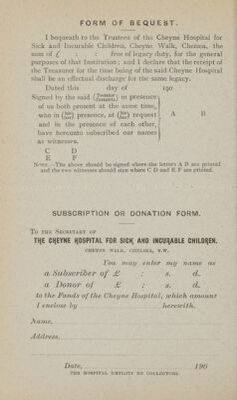 FORM OF BEQUEST.
I bequeath to the Trustees of the Cheyne Hospital for
Sick and Incurable Children, Cheyne Walk, Chelsea, the
sum of £ : : free of legacy duty, for the general
purposes of that Institution; and I declare that the receipt of
the Treasurer for the time being of the said Cheyne Hospital
shall be an effectual discharge for the same legacy.
Dated this day of 190
Signed by the said (Testator Testatrix) in presence
of us both present at the same time,
who in (his her) presence, at (his her) request
and in the presence of each other,
have hereunto subscribed our names
as witnesses.
A B
C D
E F
NOTE.—The above should be signed where the letters A B are printed
and the two witnesses should sign where C D and E F are printed.
SUBSCRIPTION OR DONATION FORM.
TO THE SECRETARY OF
THE CHEYNE HOSPITAL FOR SICK AND INCURABLE CHILDREN,
CHEYNE WALK, CHELSEA, S.W.
You may enter my name as
a Subscriber of £ : s. d.
a Donor of £ : s. d.
to the Funds of the Cheyne Hospital, which amount
I enclose by herewith.
Name,
Address,
Date, 190
THE HOSPITAL EMPLOYS NO COLLECTORS.